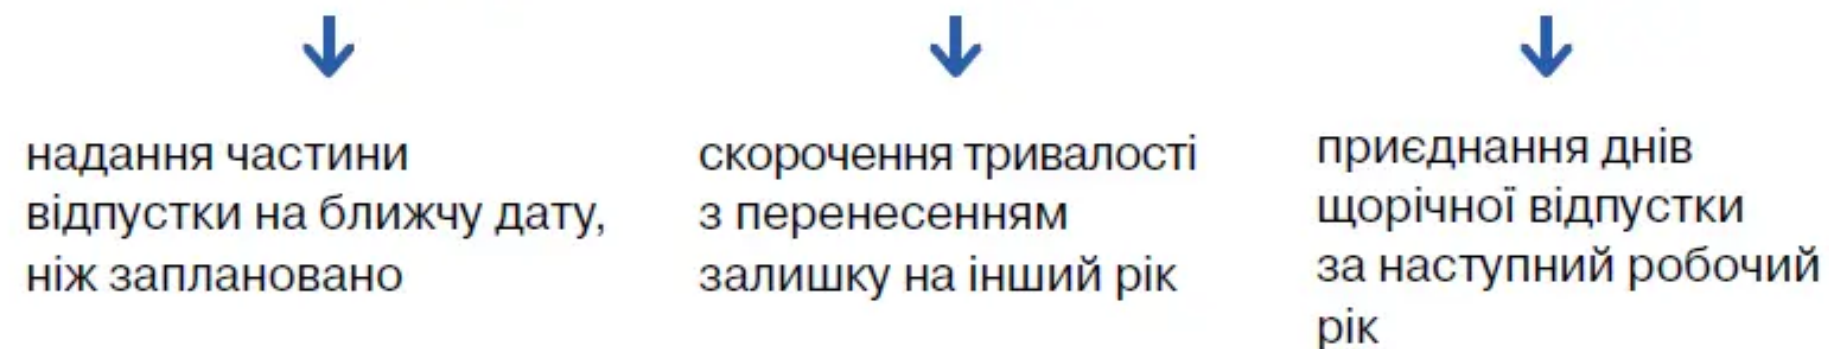 надання частини
відпустки на ближчу дату,
ніж заплановано
скорочення тривалості
з перенесенням
залишку на інший рік
приєднання днів
щорічної відпустки
за наступний робочий
рік